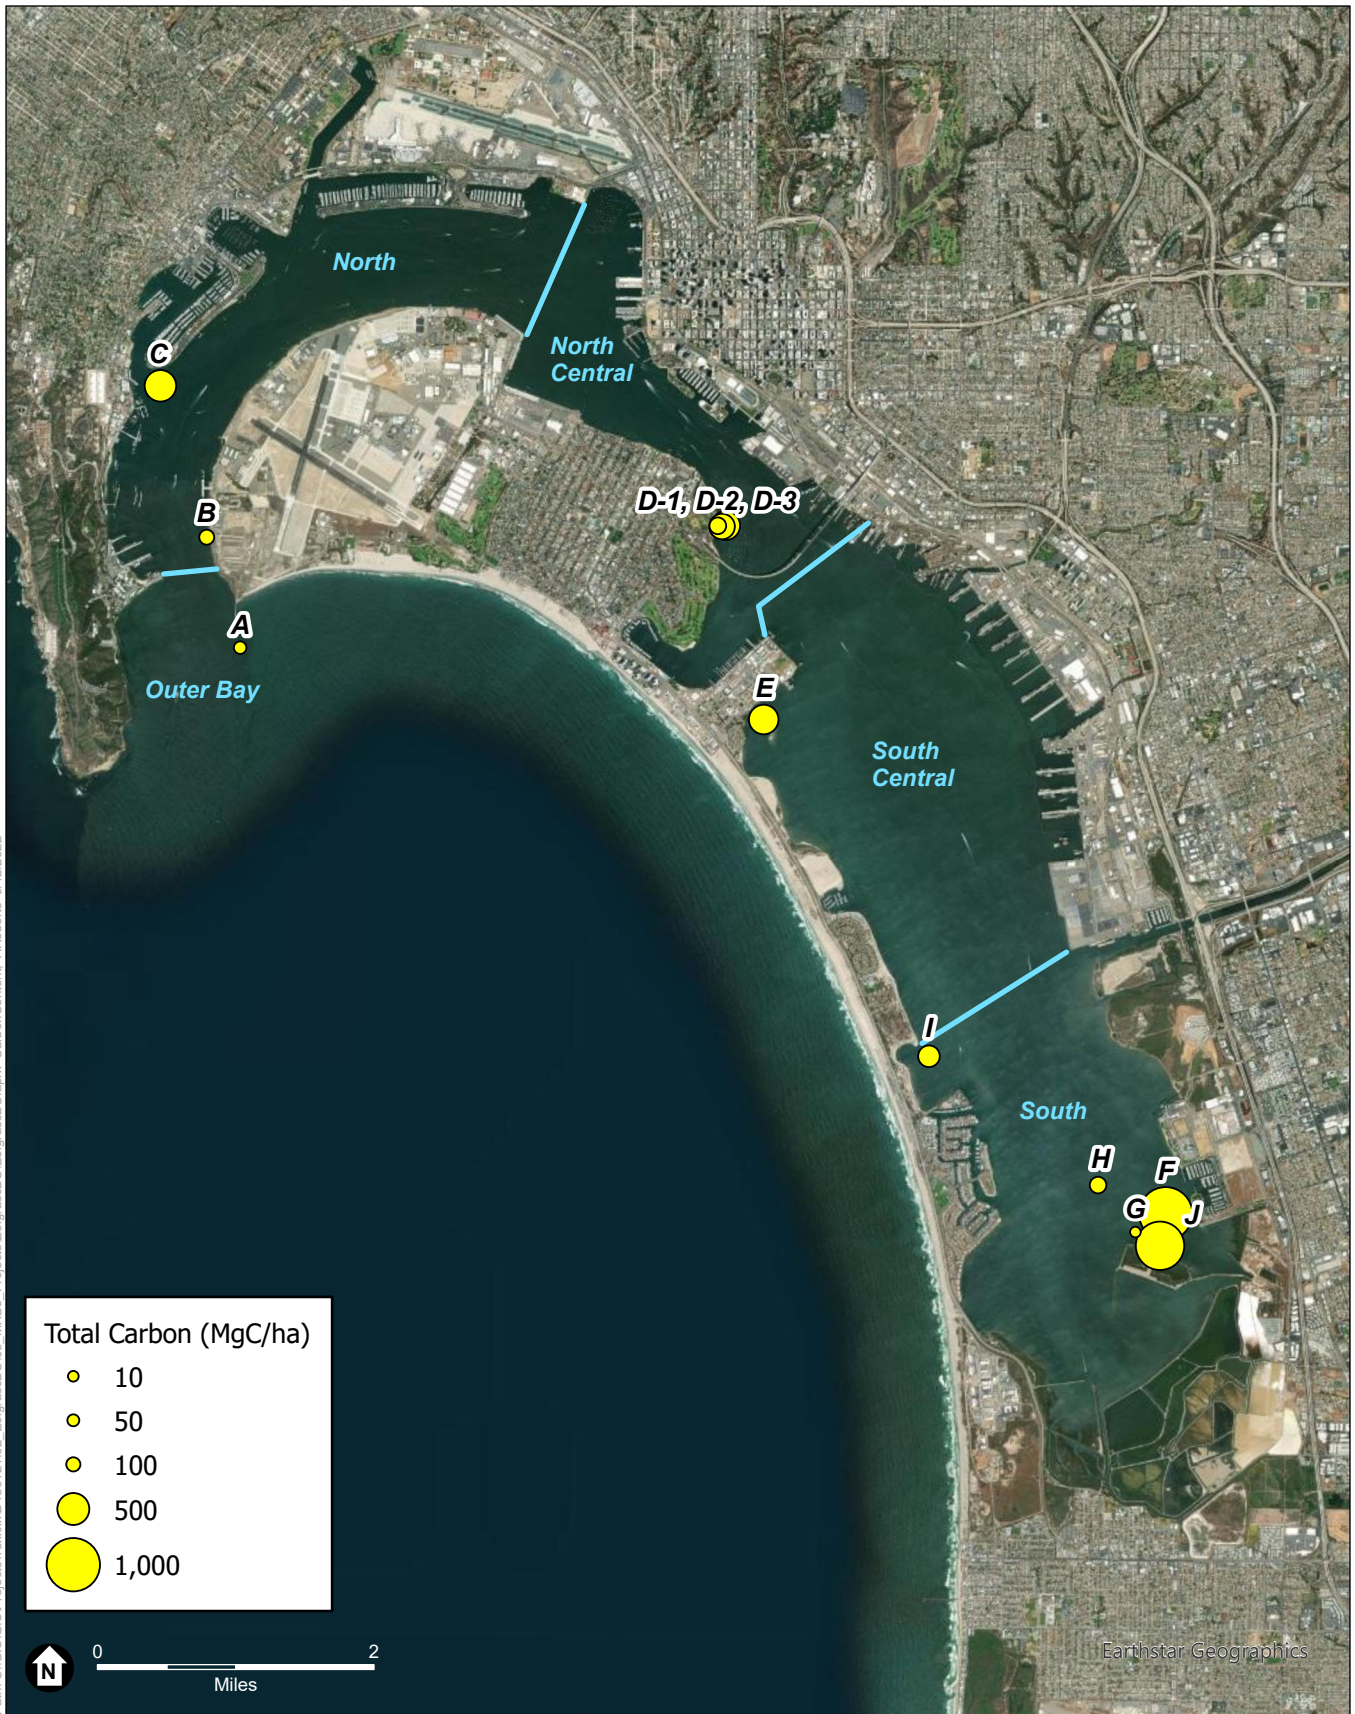 North
North
Central
C
D-1, D-2, D-3
B
A
Outer Bay
E
South
Central
I
South
H
F
G
J
Total Carbon (MgC/ha)
10
50
100
500
1,000
N
0
2
Miles
Earthstar Geographics